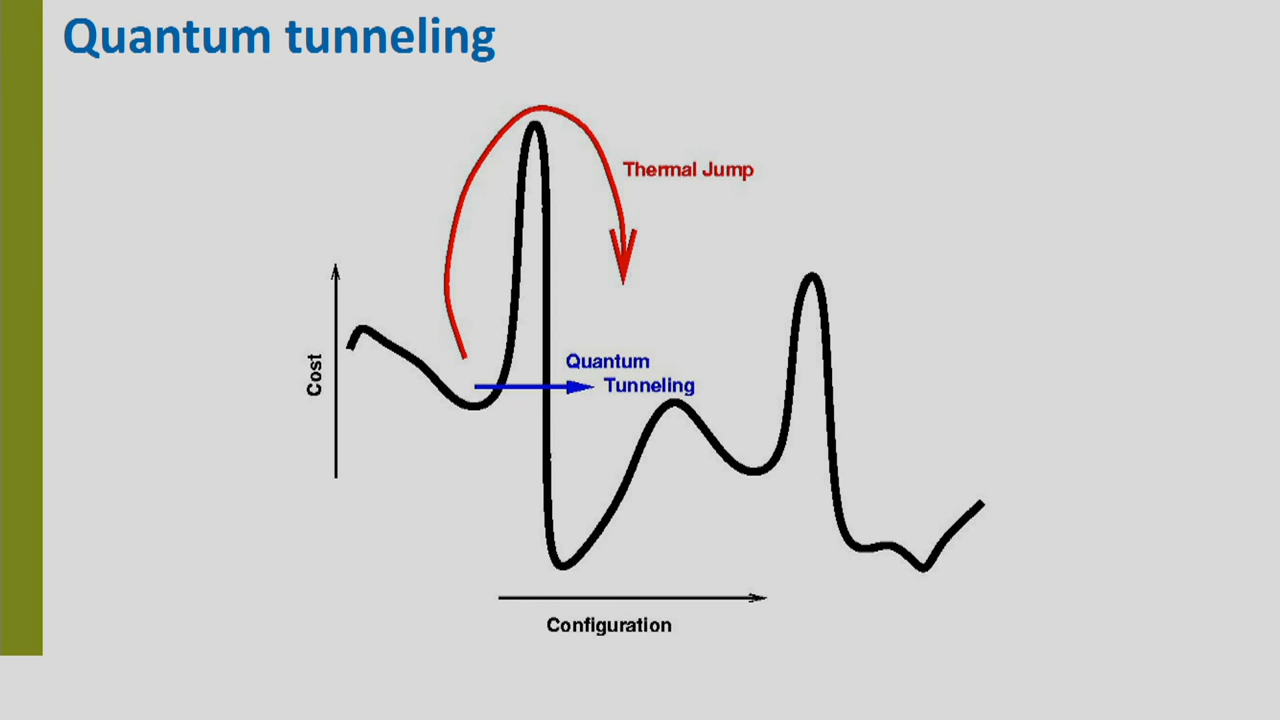 Quantum tunneling
Thermal Jump
Quantum
Tunneling
Cost
Configuration